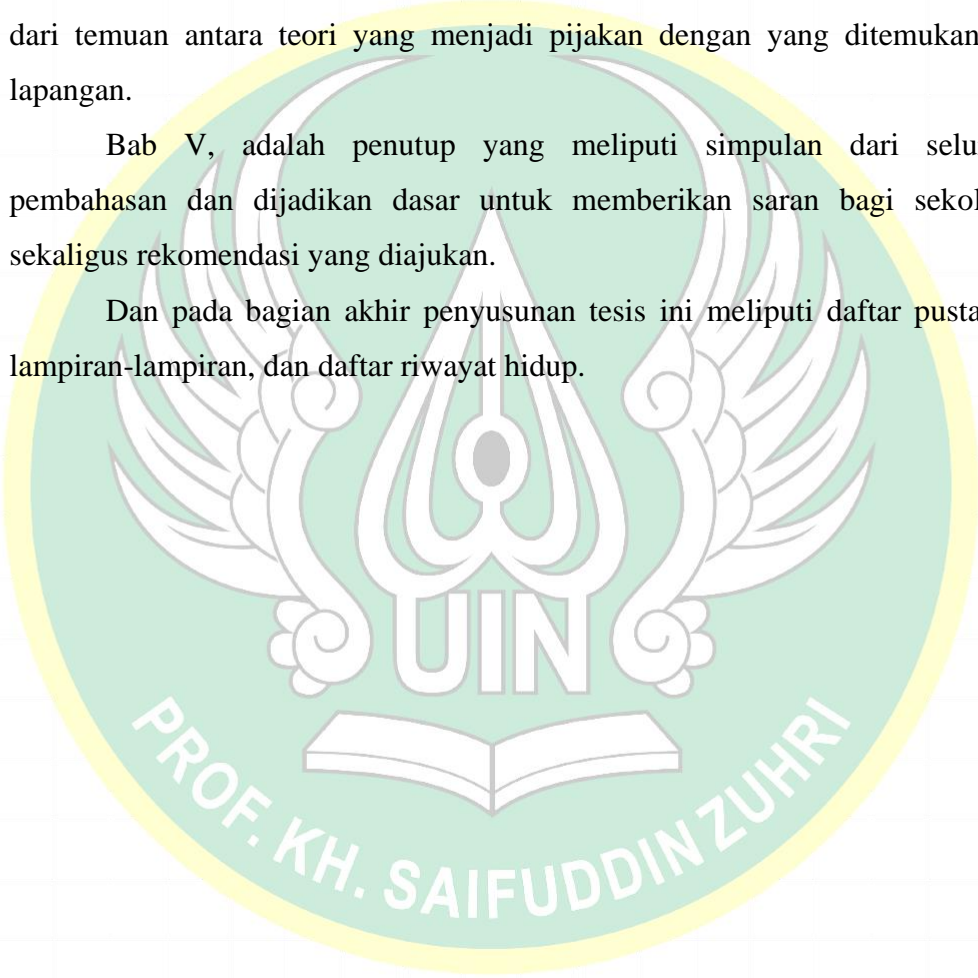 dari temuan antara teori yang menjadi pijakan dengan yang ditemukan
lapangan.
Bab V, adalah penutup yang meliputi simpulan dari selu
pembahasan dan dijadikan dasar untuk memberikan saran bagi sekol
sekaligus rekomendasi yang diajukan.
Dan pada bagian akhir penyusunan tesis ini meliputi daftar pusta
lampiran-lampiran, dan daftar riwayat hidup.
UIN
PROF. KH. SAIFUDDIN ZUHRI